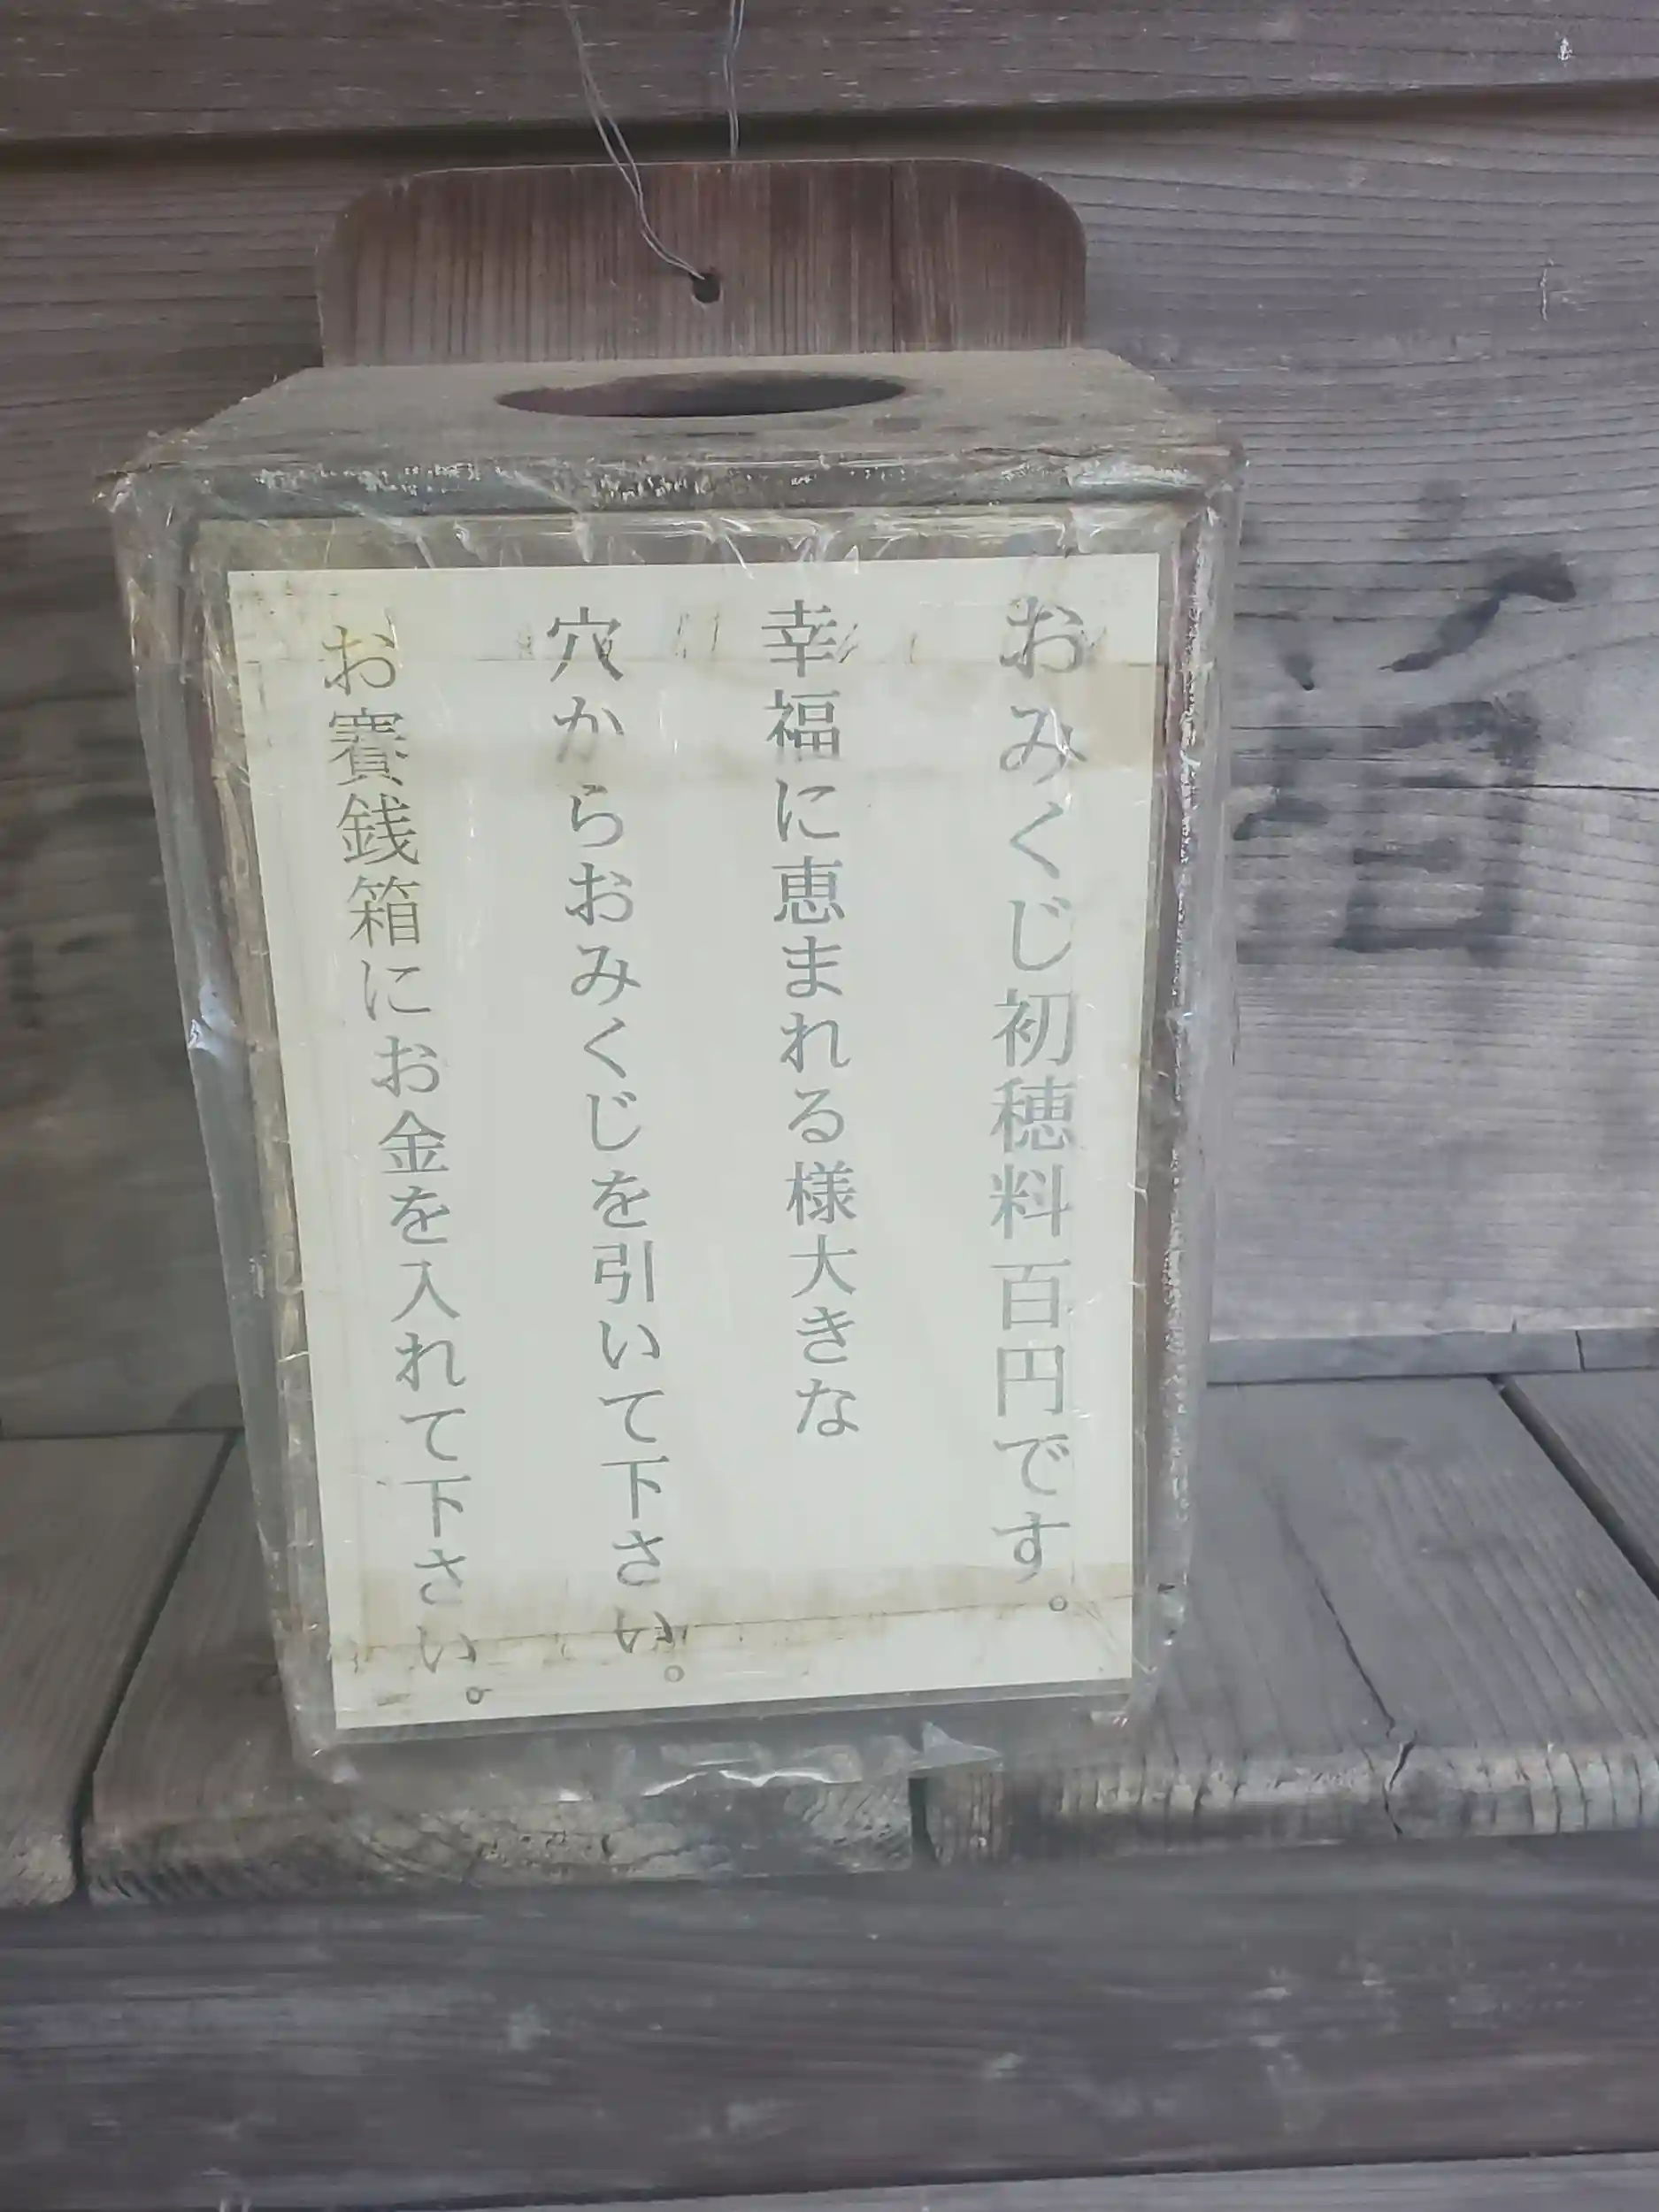 おみくじ初穂料百円です。
幸福に恵まれる様大きな
穴からおみくじを引いて下さい。
お賽銭箱にお金を入れて下さい。